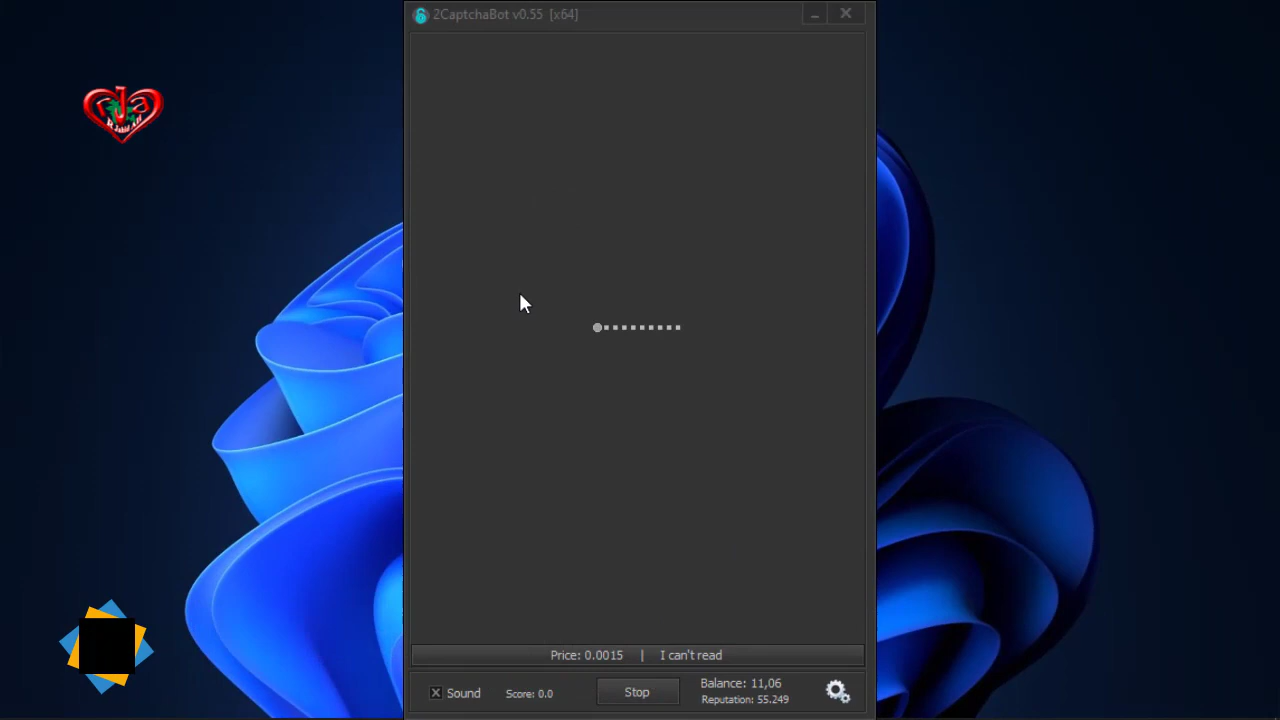 2CaptchaBot v0.55 [x64]
rja
Price: 0.0015 | I can't read
Sound
Score: 0.0
Stop
Balance: 11,06
Reputation: 55.249